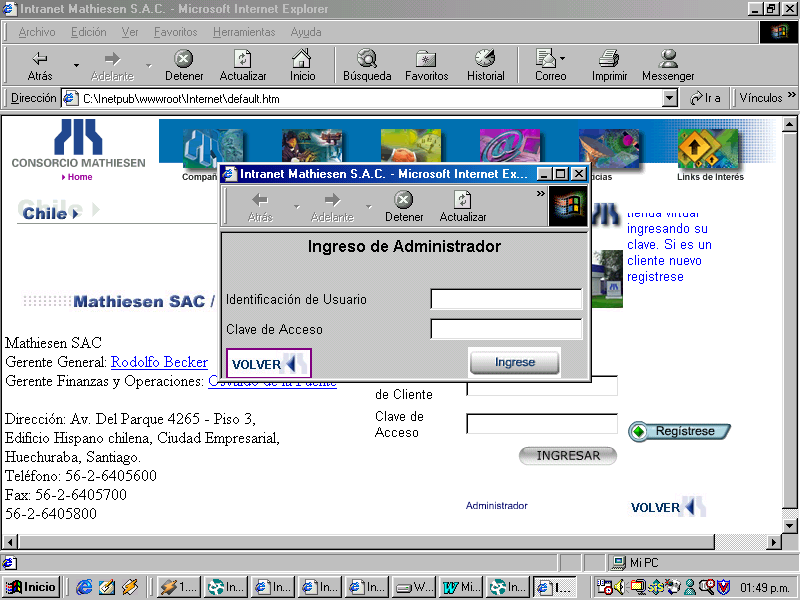 Intranet Mathiesen S.A.C. - Microsoft Internet Explorer
Archivo Edición Ver Favoritos Herramientas Ayuda
Atrás Adelante Detener Actualizar Inicio Búsqueda Favoritos Historial Correo Imprimir Messenger
Dirección C:\Inetpub\wwwroot\Internet\default.htm Ir a Vínculos »
CONSORCIO MATHIESEN
Home
Links de Interés
Chile
Intranet Mathiesen S.A.C. - Microsoft Internet Ex...
Atrás Adelante Detener Actualizar »
Ingreso de Administrador
Identificación de Usuario
Clave de Acceso
VOLVER Ingrese
tienda virtual
ingresando su
clave. Si es un
cliente nuevo
registrese
Mathiesen SAC /
Mathiesen SAC
Gerente General: Rodolfo Becker
Gerente Finanzas y Operaciones: Osvaldo de la Fuente
Dirección: Av. Del Parque 4265 - Piso 3,
Edificio Hispano chilena, Ciudad Empresarial,
Huechuraba, Santiago.
Teléfono: 56-2-6405600
Fax: 56-2-6405700
56-2-6405800
de Cliente
Clave de
Acceso
Regístrese
INGRESAR
Administrador
VOLVER
Mi PC
Inicio 1... In... In... In... In... W... Mi... In... I... 01:49 p.m.